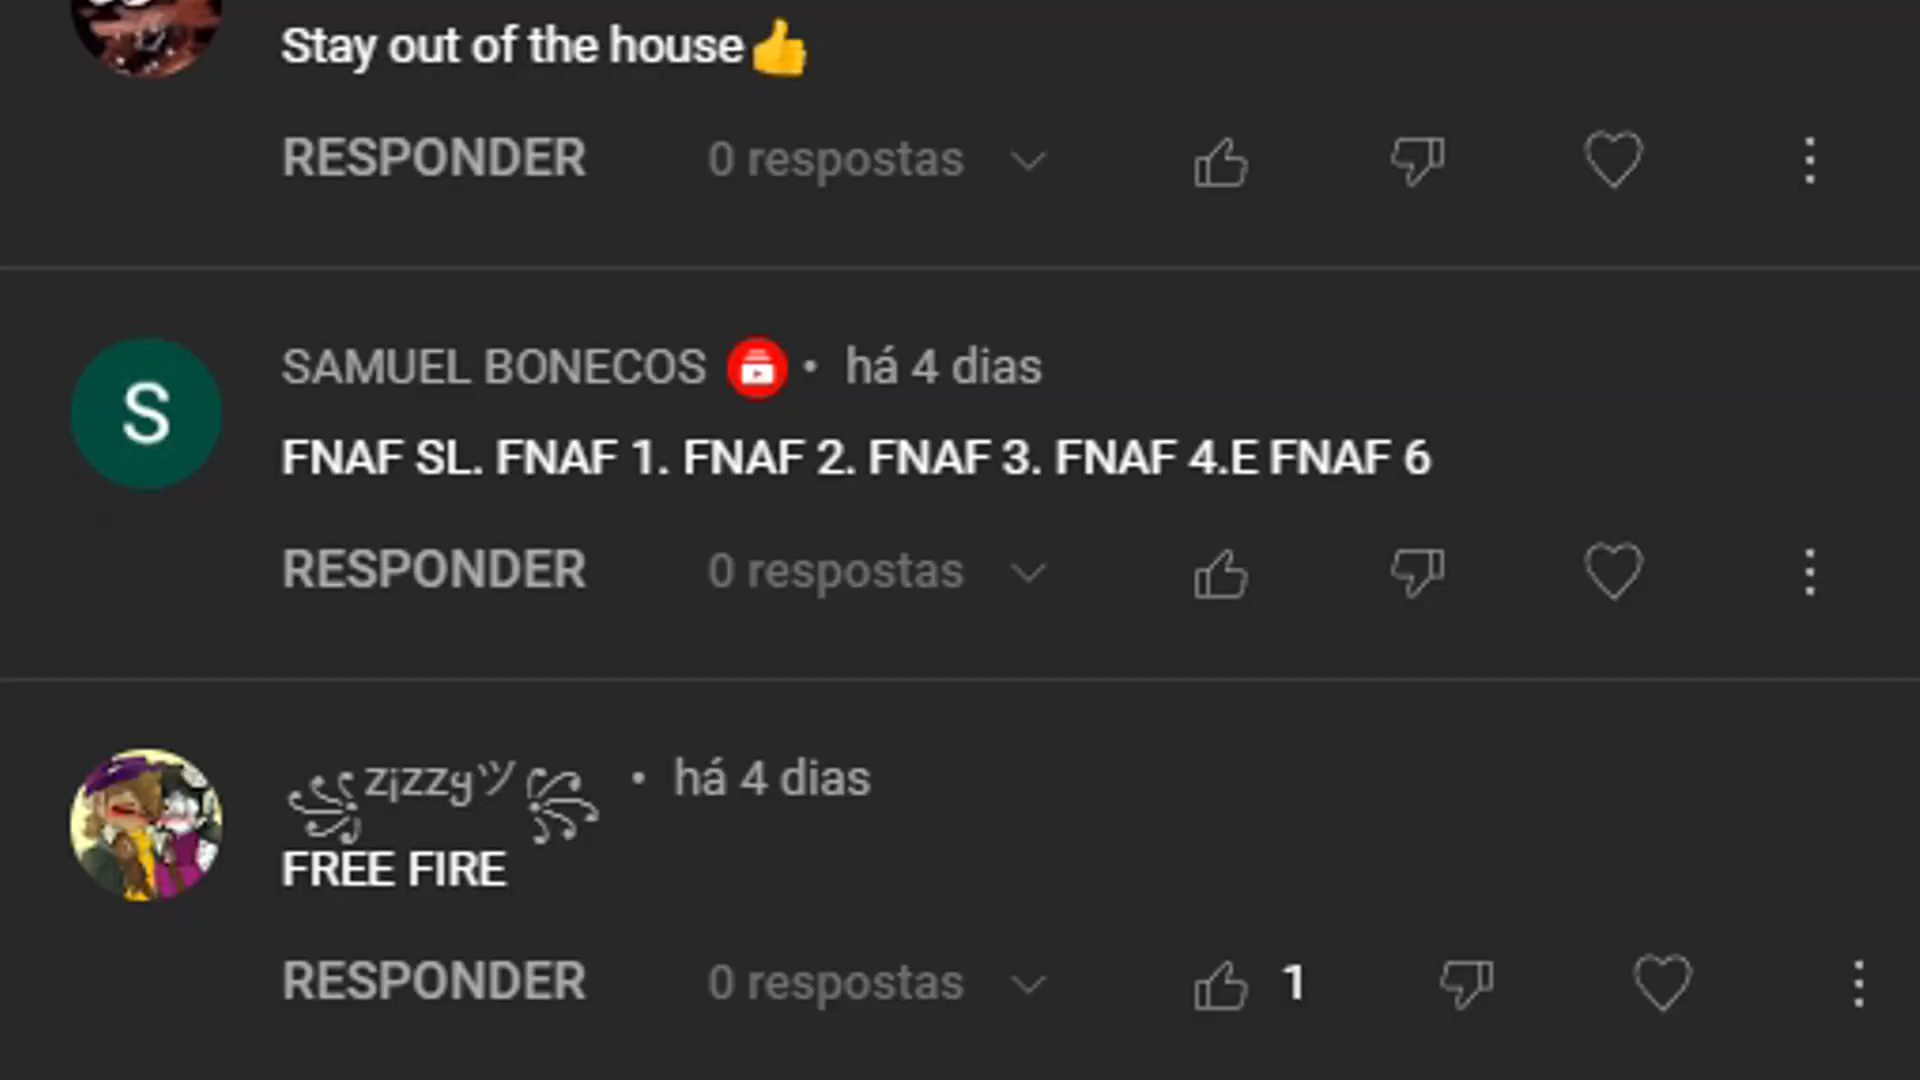 Stay out of the house👍
RESPONDER 0 respostas
S
SAMUEL BONECOS • há 4 dias
FNAF SL. FNAF 1. FNAF 2. FNAF 3. FNAF 4.E FNAF 6
RESPONDER 0 respostas
꧁zįzzყツ꧂ • há 4 dias
FREE FIRE
RESPONDER 0 respostas 1